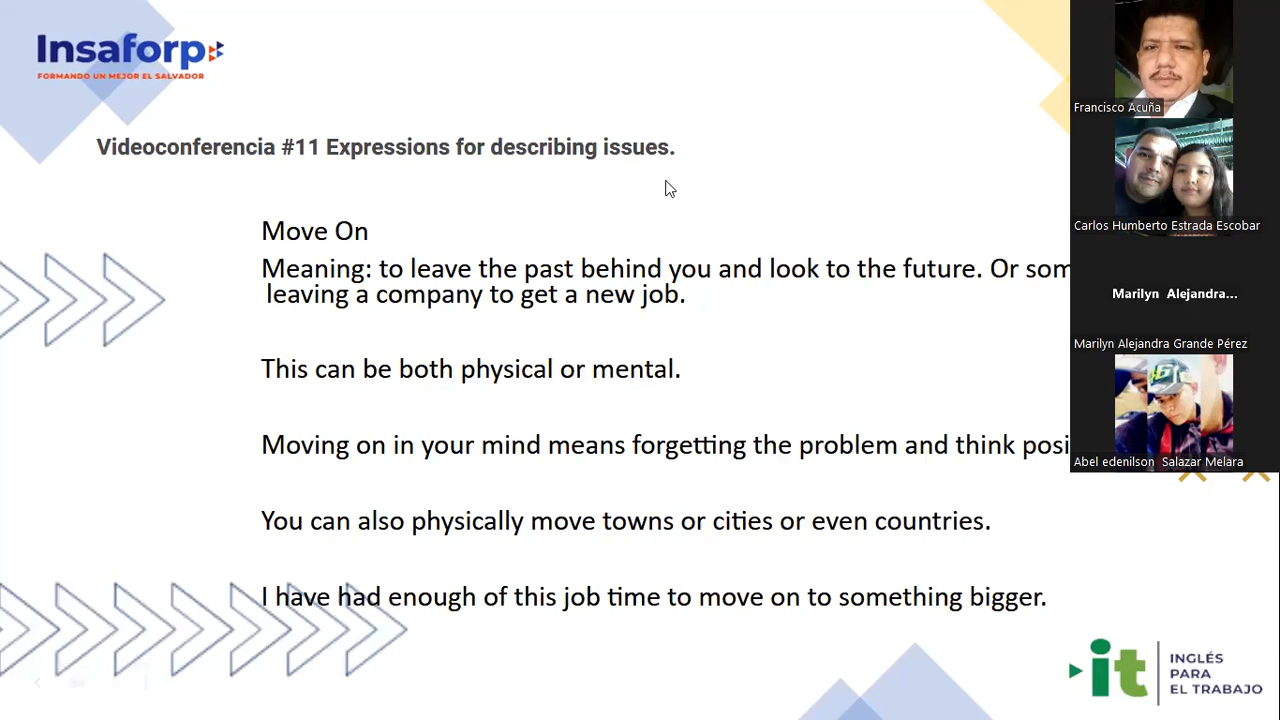 Insaforp
FORMANDO UN MEJOR EL SALVADOR
Videoconferencia #11 Expressions for describing issues.
Move On
Meaning: to leave the past behind you and look to the future. Or som
leaving a company to get a new job.
This can be both physical or mental.
Moving on in your mind means forgetting the problem and think posi
You can also physically move towns or cities or even countries.
I have had enough of this job time to move on to something bigger.
Francisco Acuña
Carlos Humberto Estrada Escobar
Marilyn Alejandra...
Marilyn Alejandra Grande Pérez
Abel edenilson Salazar Melara
it
INGLÉS
PARA
EL TRABAJO